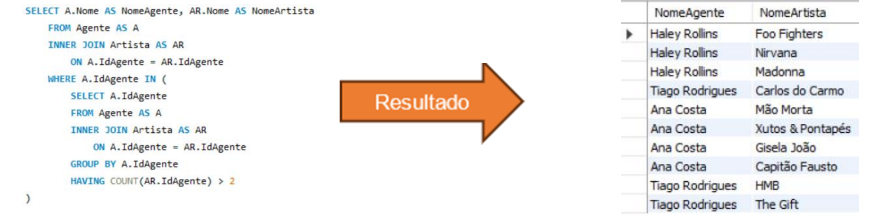 SELECT A.Nome AS NomeAgente, AR.Nome AS NomeArtista
FROM Agente AS A
INNER JOIN Artista AS AR
ON A.IdAgente = AR.IdAgente
WHERE A.IdAgente IN (
SELECT A.IdAgente
FROM Agente AS A
INNER JOIN Artista AS AR
ON A.IdAgente = AR.IdAgente
GROUP BY A.IdAgente
HAVING COUNT(AR.IdAgente) > 2
)
Resultado
NomeAgente NomeArtista
Haley Rollins Foo Fighters
Haley Rollins Nirvana
Haley Rollins Madonna
Tiago Rodrigues Carlos do Carmo
Ana Costa Mão Morta
Ana Costa Xutos & Pontapés
Ana Costa Gisela João
Ana Costa Capitão Fausto
Tiago Rodrigues HMB
Tiago Rodrigues The Gift